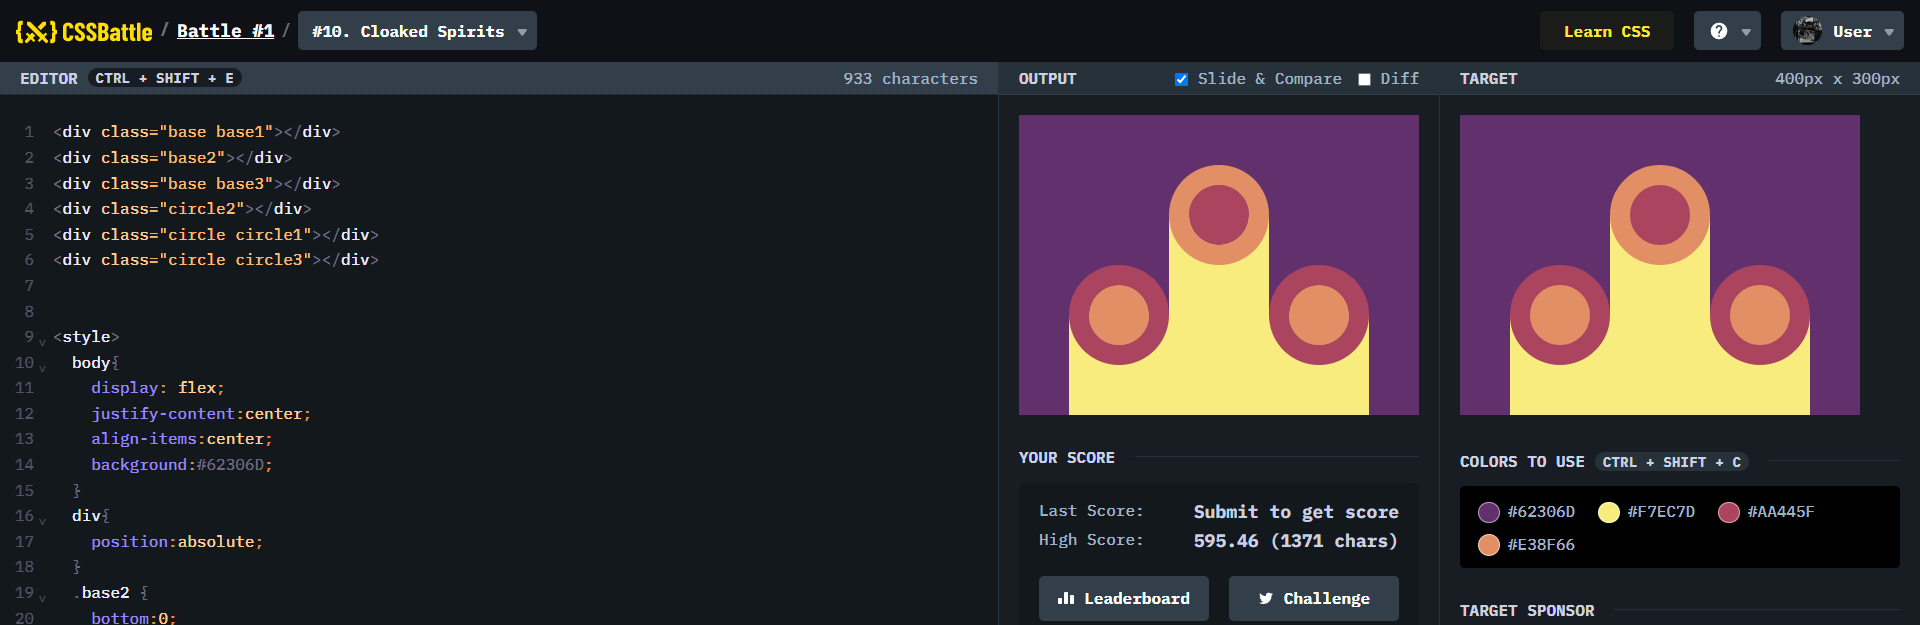 {X} CSSBattle / Battle #1 / #10. Cloaked Spirits Learn CSS ? User
EDITOR CTRL + SHIFT + E 933 characters OUTPUT Slide & Compare Diff TARGET 400px x 300px
1 <div class="base base1"></div>
2 <div class="base2"></div>
3 <div class="base base3"></div>
4 <div class="circle2"></div>
5 <div class="circle circle1"></div>
6 <div class="circle circle3"></div>
7
8
9 <style>
10 body{
11 display: flex;
12 justify-content:center;
13 align-items:center;
14 background:#62306D;
15 }
16 div{
17 position:absolute;
18 }
19 .base2 {
20 bottom:0;
YOUR SCORE
Last Score: Submit to get score
High Score: 595.46 (1371 chars)
Leaderboard Challenge
COLORS TO USE CTRL + SHIFT + C
#62306D #F7EC7D #AA445F
#E38F66
TARGET SPONSOR